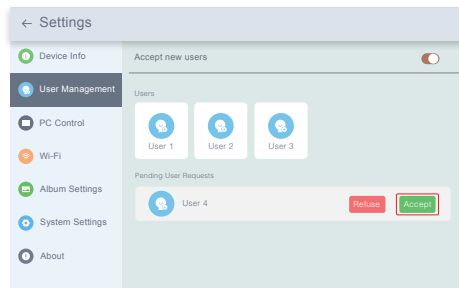 ← Settings
Device Info
Accept new users
User Management
Users
PC Control
User 1
User 2
User 3
Wi-Fi
Pending User Requests
Album Settings
User 4
Refuse
Accept
System Settings
About